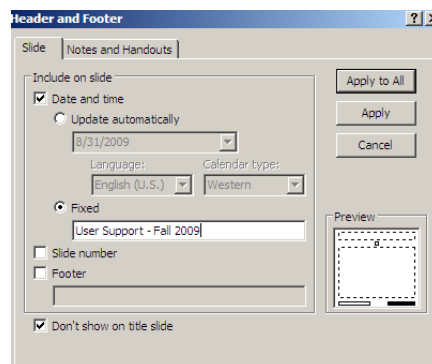 Header and Footer
Slide
Notes and Handouts
Include on slide
Date and time
Update automatically
8/31/2009
Language:
Calendar type:
English (U.S.)
Western
Fixed
User Support - Fall 2009
Slide number
Footer
Don't show on title slide
Apply to All
Apply
Cancel
Preview